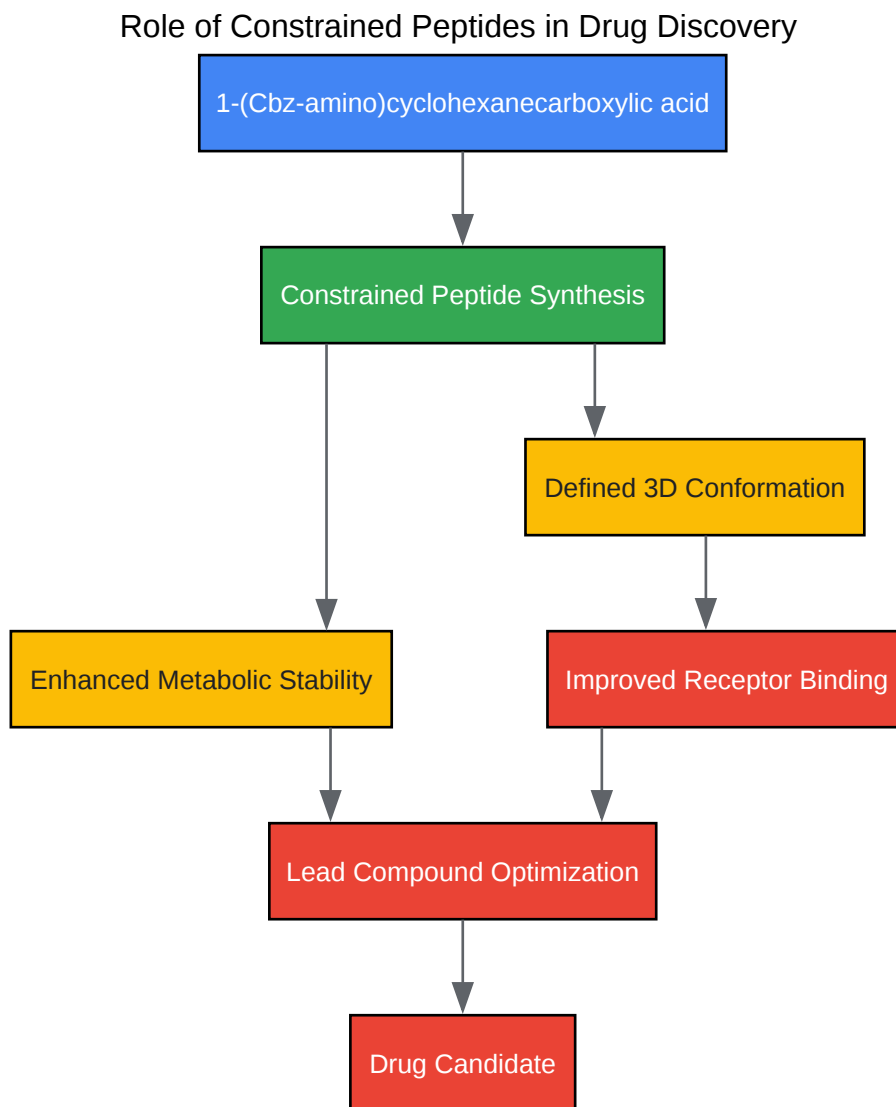 Role of Constrained Peptides in Drug Discovery
1-(Cbz-amino)cyclohexanecarboxylic acid
Constrained Peptide Synthesis
Defined 3D Conformation
Enhanced Metabolic Stability
Improved Receptor Binding
Lead Compound Optimization
Drug Candidate